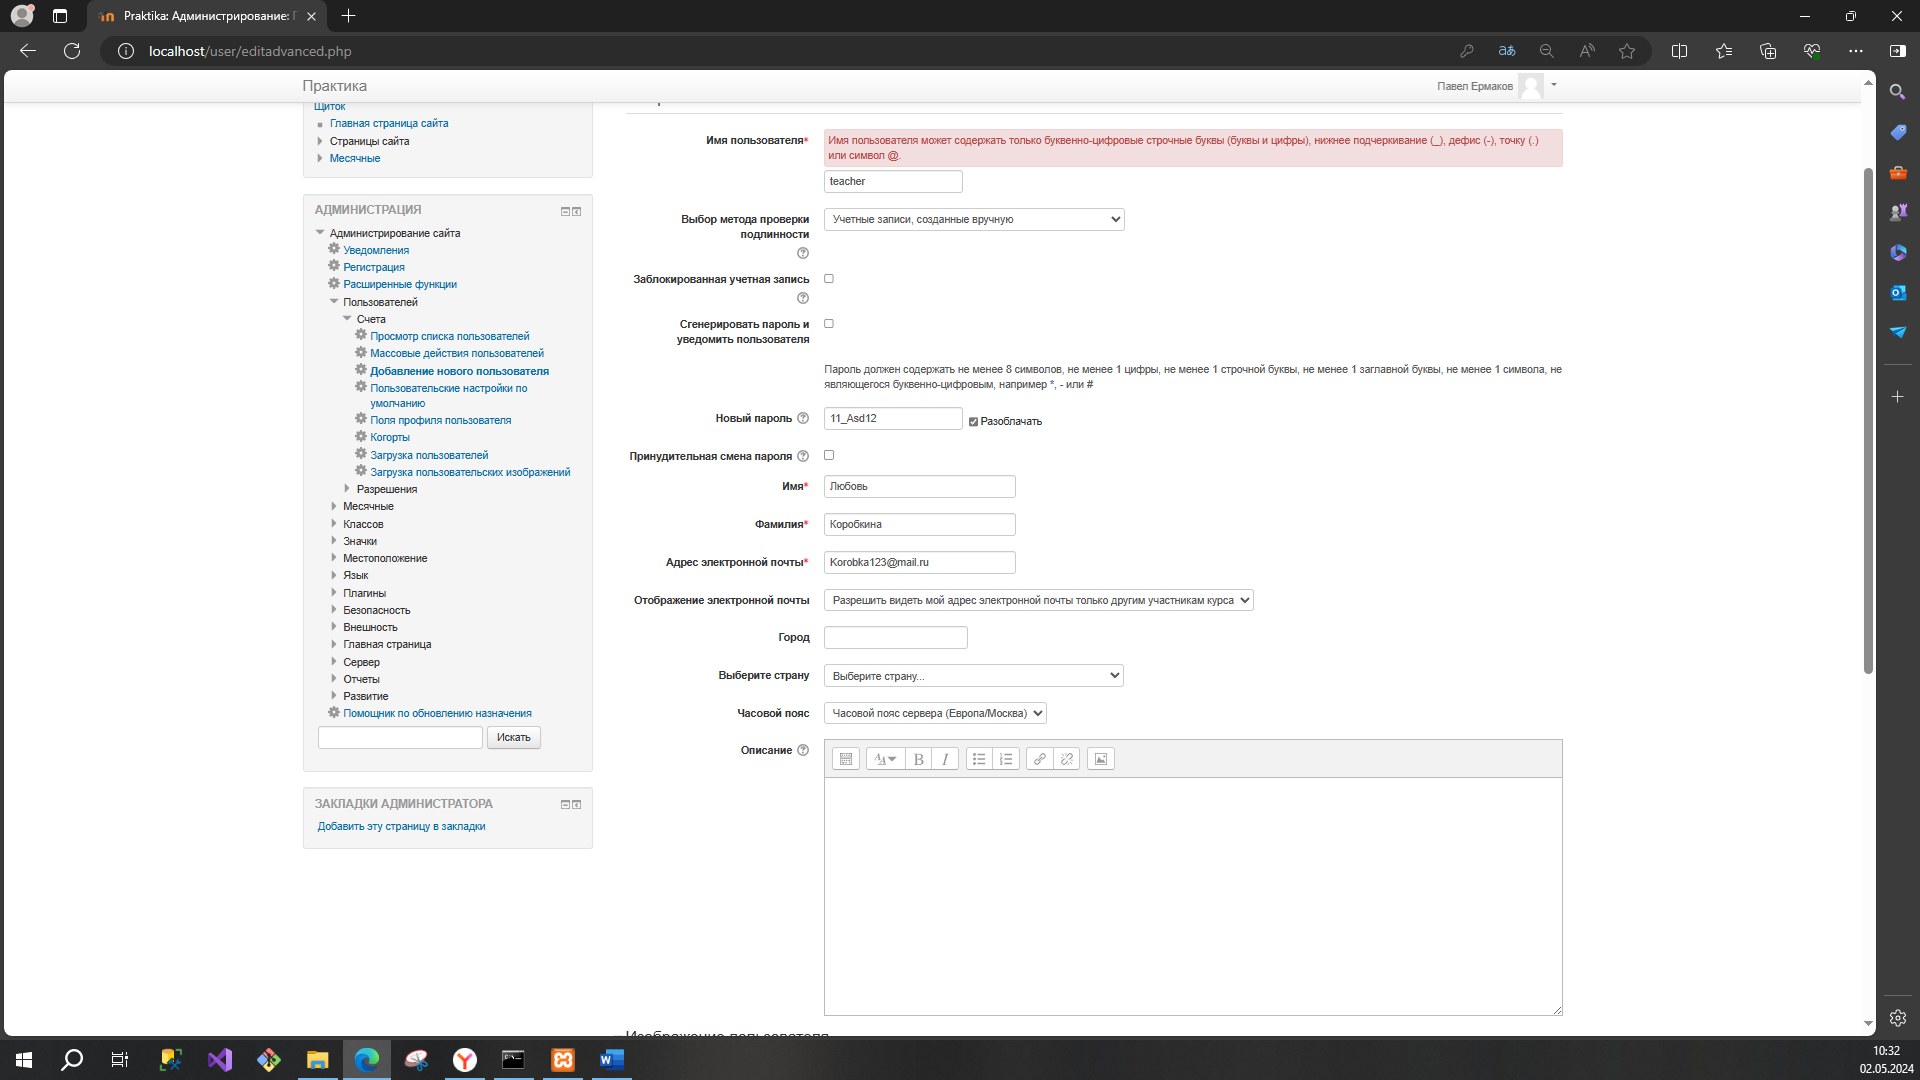 Praktika: Администрирование:
localhost/user/editadvanced.php
Практика
Павел Ермаков
Щиток
Главная страница сайта
Страницы сайта
Месячные
АДМИНИСТРАЦИЯ
Администрирование сайта
Уведомления
Регистрация
Расширенные функции
Пользователей
Счета
Просмотр списка пользователей
Массовые действия пользователей
Добавление нового пользователя
Пользовательские настройки по
умолчанию
Поля профиля пользователя
Когорты
Загрузка пользователей
Загрузка пользовательских изображений
Разрешения
Месячные
Классов
Значки
Местоположение
Язык
Плагины
Безопасность
Внешность
Главная страница
Сервер
Отчеты
Развитие
Помощник по обновлению назначения
Искать
ЗАКЛАДКИ АДМИНИСТРАТОРА
Добавить эту страницу в закладки
Имя пользователя*
Имя пользователя может содержать только буквенно-цифровые строчные буквы (буквы и цифры), нижнее подчеркивание (_), дефис (-), точку (.)
или символ @.
teacher
Выбор метода проверки
подлинности
Учетные записи, созданные вручную
Заблокированная учетная запись
Сгенерировать пароль и
уведомить пользователя
Пароль должен содержать не менее 8 символов, не менее 1 цифры, не менее 1 строчной буквы, не менее 1 заглавной буквы, не менее 1 символа, не
являющегося буквенно-цифровым, например *, - или #
Новый пароль 11_Asd12 Разоблачать
Принудительная смена пароля
Имя* Любовь
Фамилия* Коробкина
Адрес электронной почты* Korobka123@mail.ru
Отображение электронной почты Разрешить видеть мой адрес электронной почты только другим участникам курса
Город
Выберите страну Выберите страну...
Часовой пояс Часовой пояс сервера (Европа/Москва)
Описание
Изображение пользователя
10:32
02.05.2024